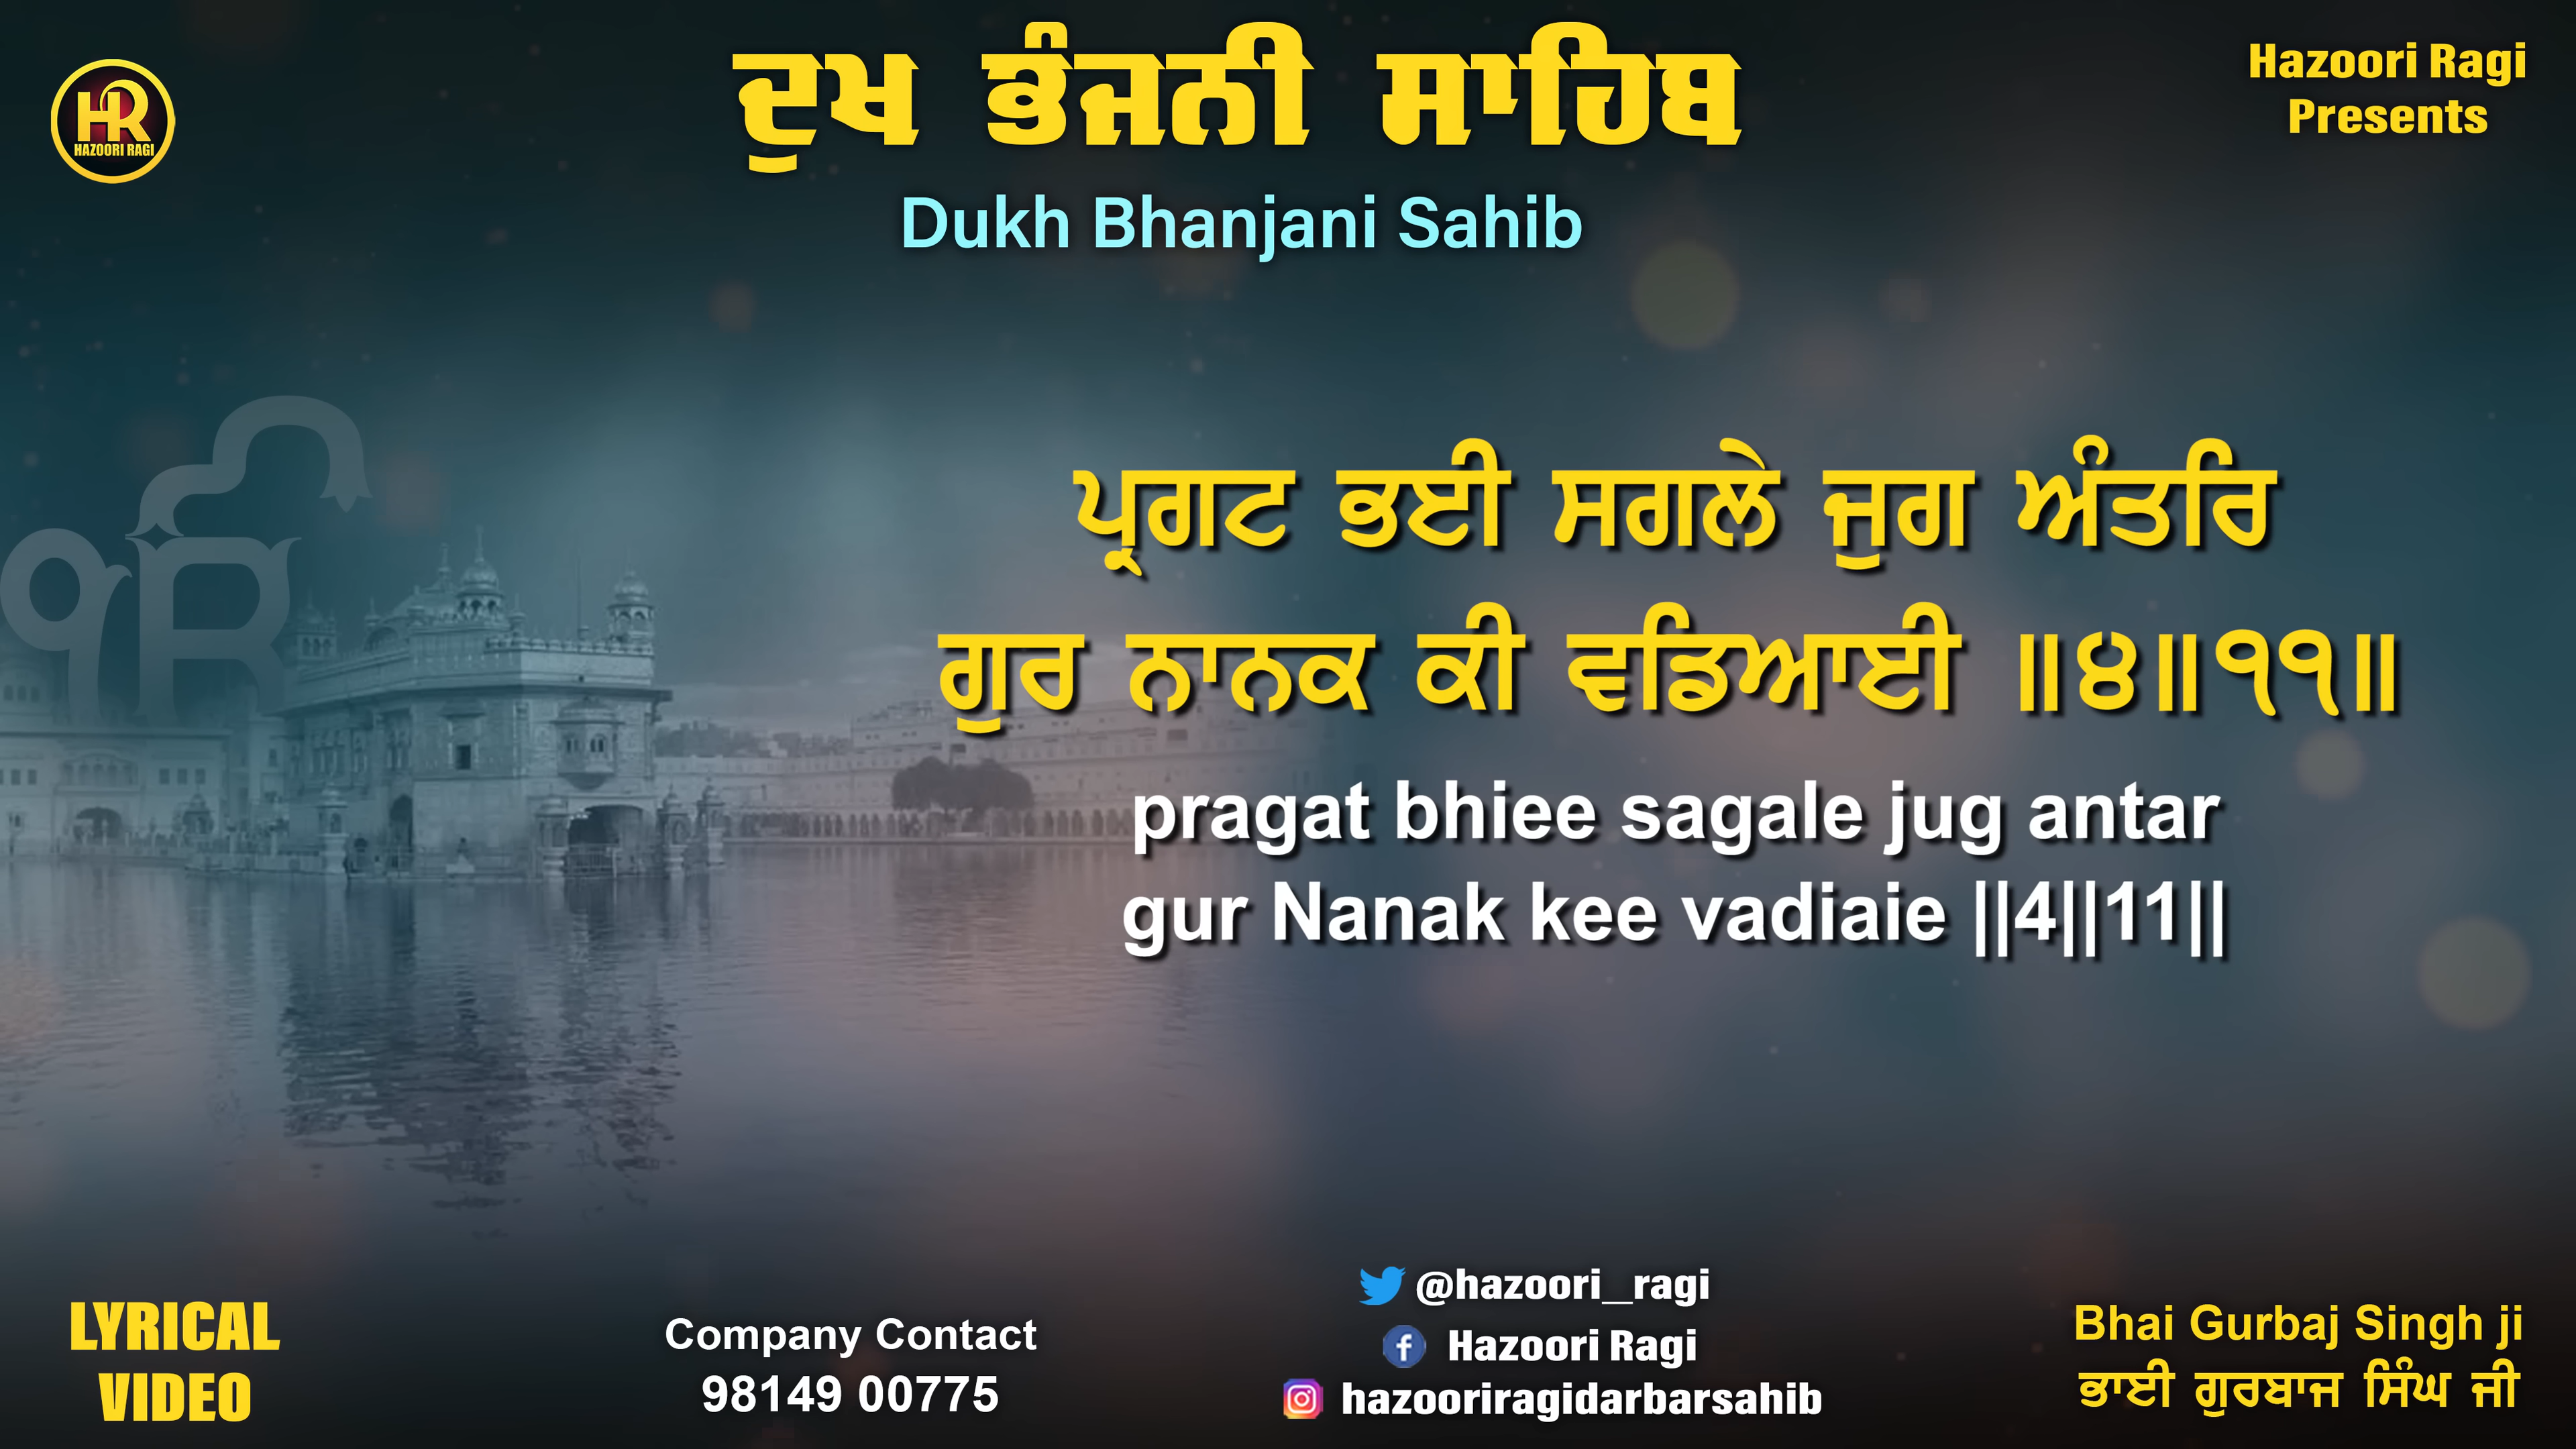 HR
HAZOORI RAGI
ਦੁਖ ਭੰਜਨੀ ਸਾਹਿਬ
Dukh Bhanjani Sahib
Hazoori Ragi
Presents
ੴ
ਪ੍ਰਗਟ ਭਈ ਸਗਲੇ ਜੁਗ ਅੰਤਰਿ
ਗੁਰ ਨਾਨਕ ਕੀ ਵਡਿਆਈ ॥੪॥੧੧॥
pragat bhiee sagale jug antar
gur Nanak kee vadiaie ||4||11||
LYRICAL
VIDEO
Company Contact
98149 00775
@hazoori_ragi
Hazoori Ragi
hazooriragidarbarsahib
Bhai Gurbaj Singh ji
ਭਾਈ ਗੁਰਬਾਜ ਸਿੰਘ ਜੀ